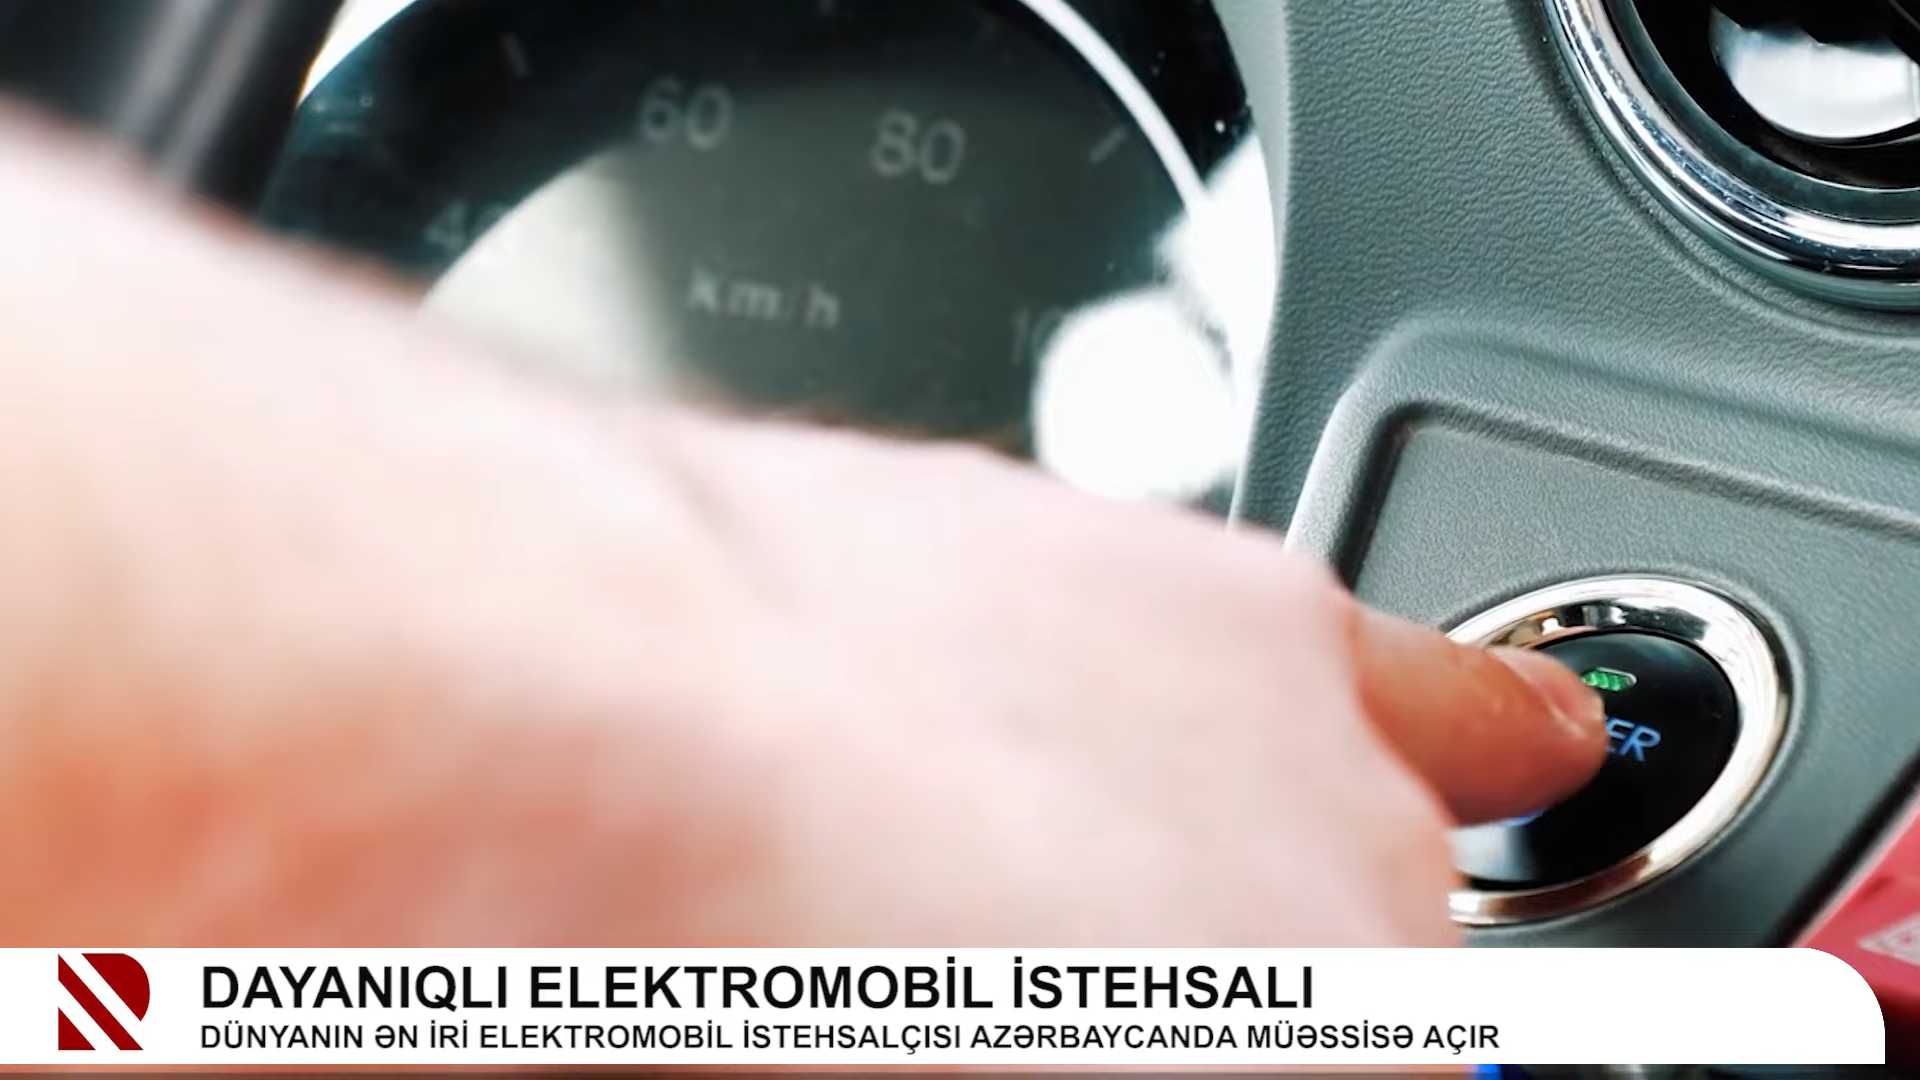 60
80
km/h
DAYANIQLI ELEKTROMOBİL İSTEHSALI
DÜNYANIN ƏN İRİ ELEKTROMOBİL İSTEHSALÇISI AZƏRBAYCANDA MÜƏSSİSƏ AÇIR